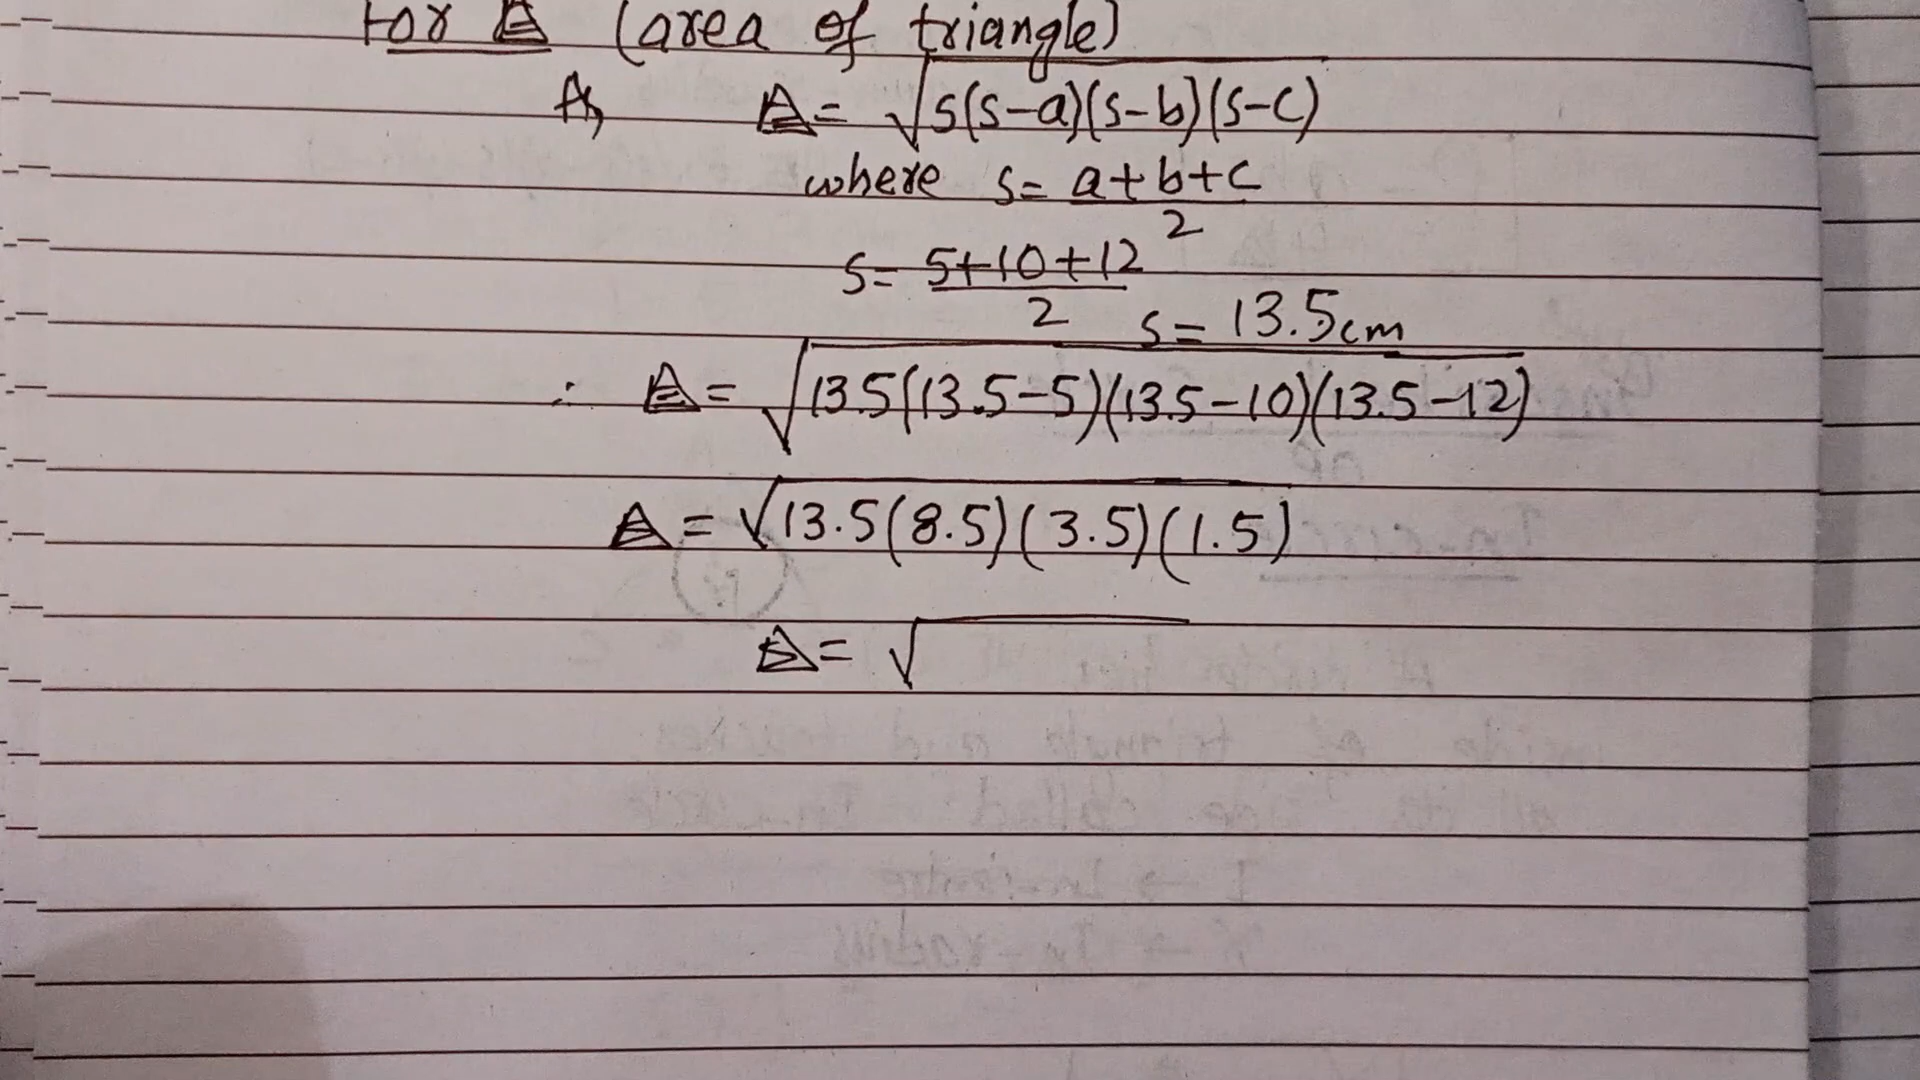 For Δ (area of triangle)
As, Δ = √s(s-a)(s-b)(s-c)
where s = a+b+c
2
s = 5+10+12
2 s = 13.5cm
∴ Δ = √13.5(13.5-5)(13.5-10)(13.5-12)
Δ = √13.5(8.5)(3.5)(1.5)
Δ = √